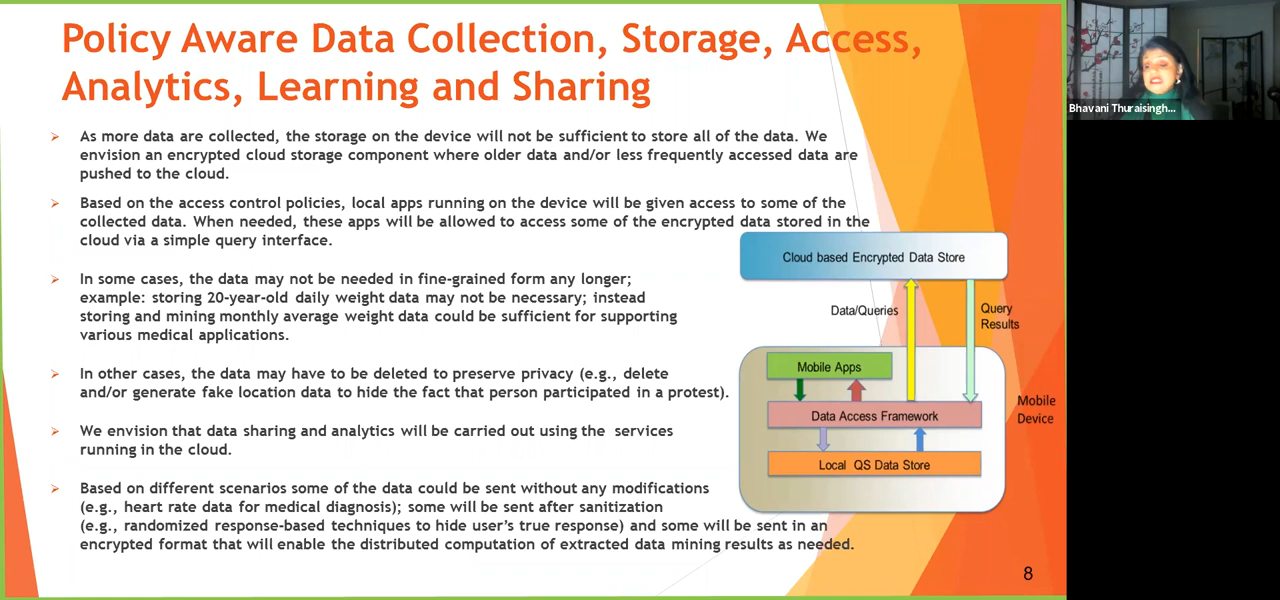 Policy Aware Data Collection, Storage, Access,
Analytics, Learning and Sharing
As more data are collected, the storage on the device will not be sufficient to store all of the data. We
envision an encrypted cloud storage component where older data and/or less frequently accessed data are
pushed to the cloud.
Based on the access control policies, local apps running on the device will be given access to some of the
collected data. When needed, these apps will be allowed to access some of the encrypted data stored in the
cloud via a simple query interface.
In some cases, the data may not be needed in fine-grained form any longer;
example: storing 20-year-old daily weight data may not be necessary; instead
storing and mining monthly average weight data could be sufficient for supporting
various medical applications.
In other cases, the data may have to be deleted to preserve privacy (e.g., delete
and/or generate fake location data to hide the fact that person participated in a protest).
We envision that data sharing and analytics will be carried out using the services
running in the cloud.
Based on different scenarios some of the data could be sent without any modifications
(e.g., heart rate data for medical diagnosis); some will be sent after sanitization
(e.g., randomized response-based techniques to hide user's true response) and some will be sent in an
encrypted format that will enable the distributed computation of extracted data mining results as needed.
Cloud based Encrypted Data Store
Data/Queries
Query
Results
Mobile Apps
Data Access Framework
Local QS Data Store
Mobile
Device
8
Bhavani Thuraisingh...